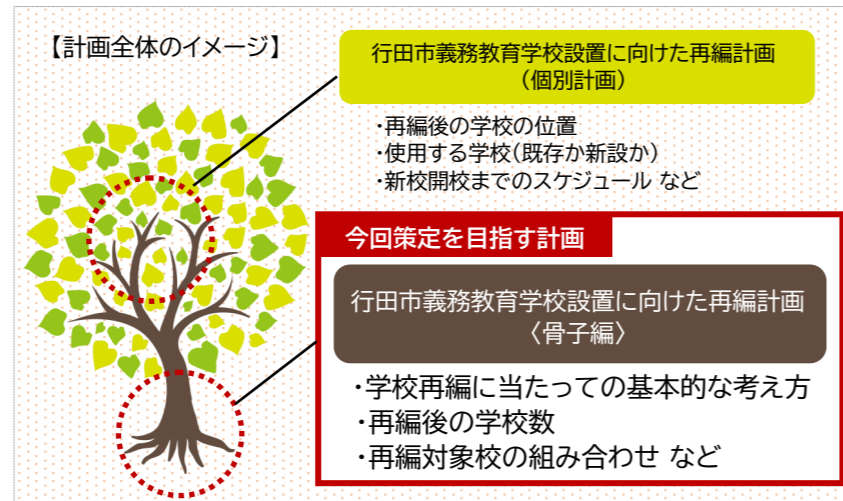 【計画全体のイメージ】
行田市義務教育学校設置に向けた再編計画
（個別計画）
・再編後の学校の位置
・使用する学校（既存か新設か）
・新校開校までのスケジュール など
今回策定を目指す計画
行田市義務教育学校設置に向けた再編計画
〈骨子編〉
・学校再編に当たっての基本的な考え方
・再編後の学校数
・再編対象校の組み合わせ など